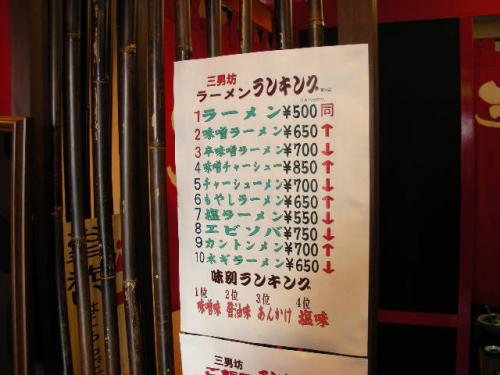 三男坊
ラーメンランキング
1 ラーメン ¥500 同
2 味噌ラーメン ¥650 ↑
3 辛味噌ラーメン ¥700 ↓
4 味噌チャーシュー ¥850 ↑
5 チャーシューメン ¥700 ↓
6 もやしラーメン ¥650 ↑
7 塩ラーメン ¥550 ↓
8 エビソバ ¥750 ↓
9 カントンメン ¥700 ↑
10 ネギラーメン ¥650 ↓
味別ランキング
1位 2位 3位 4位
味噌味 醤油味 あんかけ 塩味
三男坊